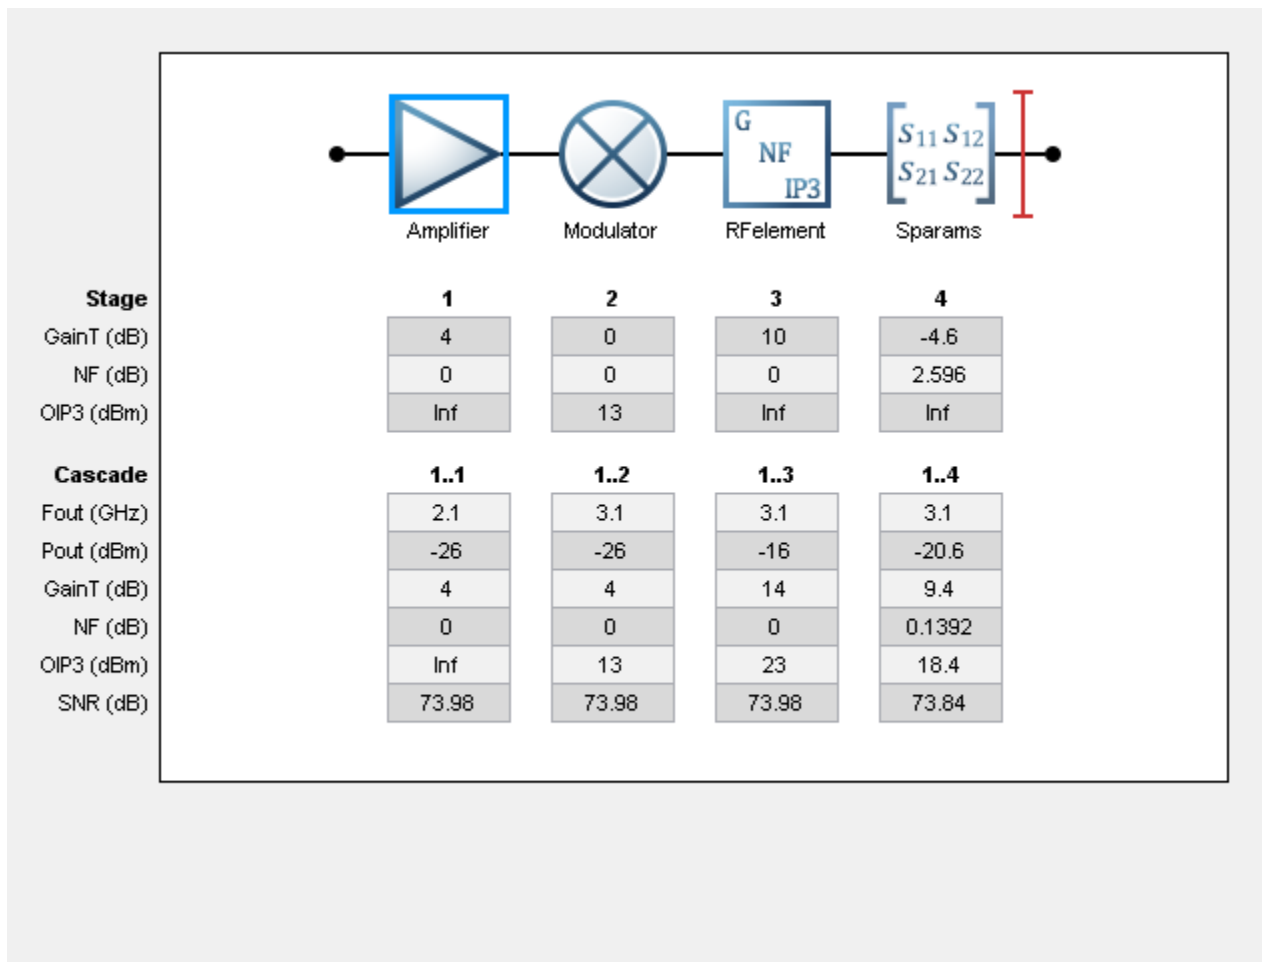 G
NF
IP3
S11 S12
S21 S22
Amplifier Modulator RFelement Sparams
Stage 1 2 3 4
GainT (dB) 4 0 10 -4.6
NF (dB) 0 0 0 2.596
OIP3 (dBm) Inf 13 Inf Inf
Cascade 1..1 1..2 1..3 1..4
Fout (GHz) 2.1 3.1 3.1 3.1
Pout (dBm) -26 -26 -16 -20.6
GainT (dB) 4 4 14 9.4
NF (dB) 0 0 0 0.1392
OIP3 (dBm) Inf 13 23 18.4
SNR (dB) 73.98 73.98 73.98 73.84